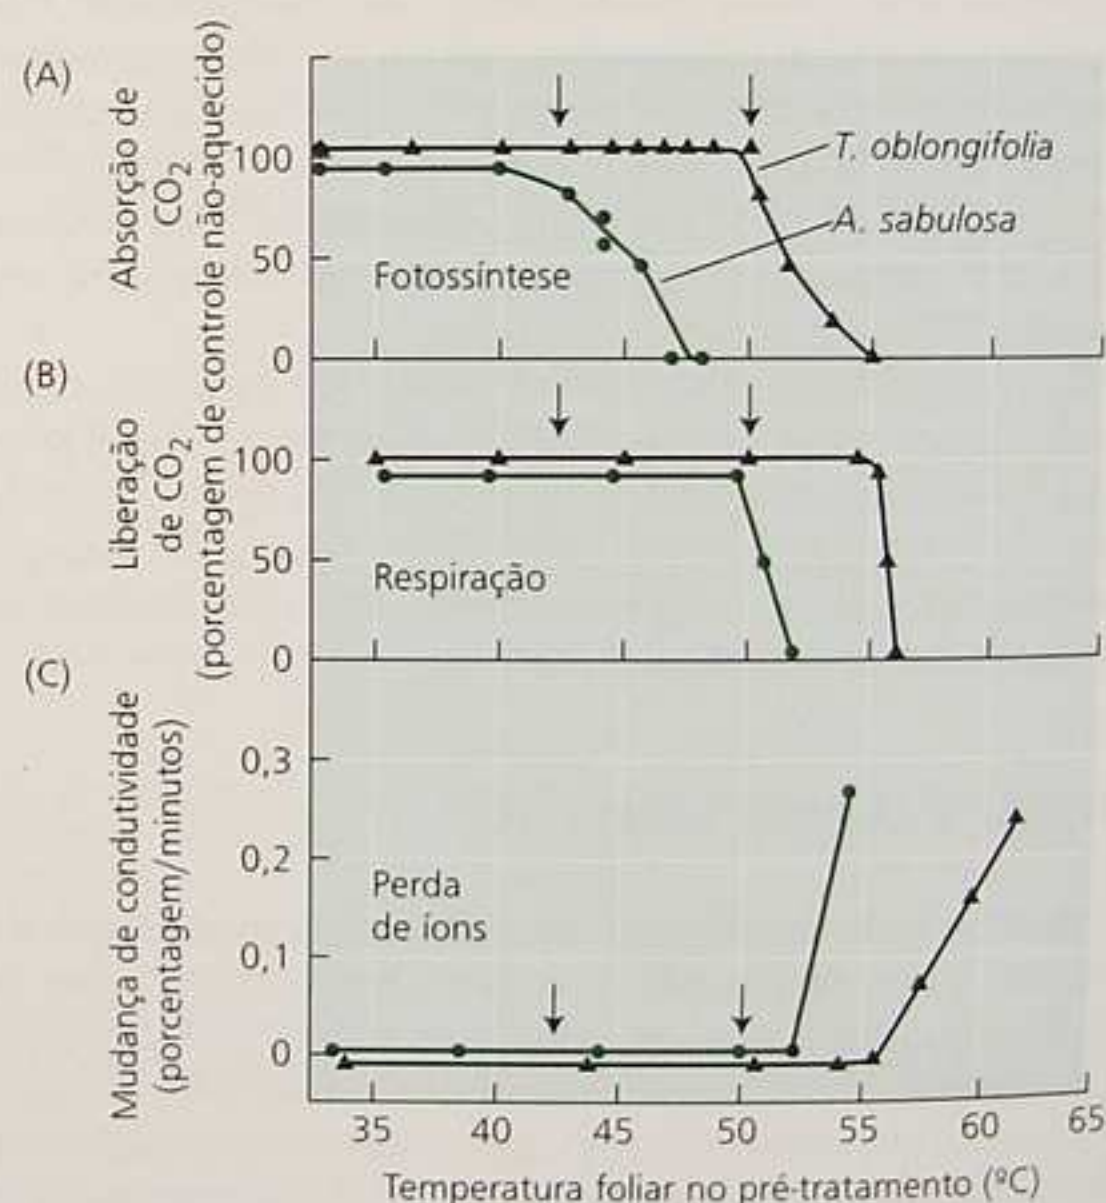 (A)
Absorção de
CO2
(porcentagem de controle não-aquecido)
100
50
0
T. oblongifolia
A. sabulosa
Fotossíntese
(B)
Liberação
de CO2
100
50
0
Respiração
(C)
Mudança de condutividade
(porcentagem/minutos)
0,3
0,2
0,1
0
Perda
de íons
35 40 45 50 55 60 65
Temperatura foliar no pré-tratamento (ºC)